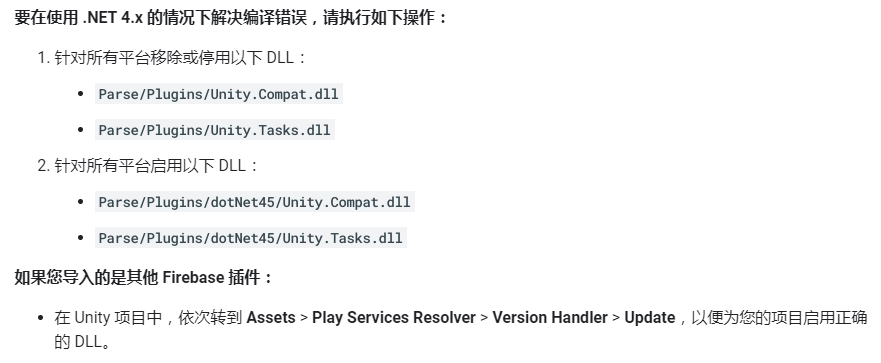 要在使用 .NET 4.x 的情况下解决编译错误，请执行如下操作：
1. 针对所有平台移除或停用以下 DLL：
• Parse/Plugins/Unity.Compat.dll
• Parse/Plugins/Unity.Tasks.dll
2. 针对所有平台启用以下 DLL：
• Parse/Plugins/dotNet45/Unity.Compat.dll
• Parse/Plugins/dotNet45/Unity.Tasks.dll
如果您导入的是其他 Firebase 插件：
• 在 Unity 项目中，依次转到 Assets > Play Services Resolver > Version Handler > Update，以便为您的项目启用正确
的 DLL。